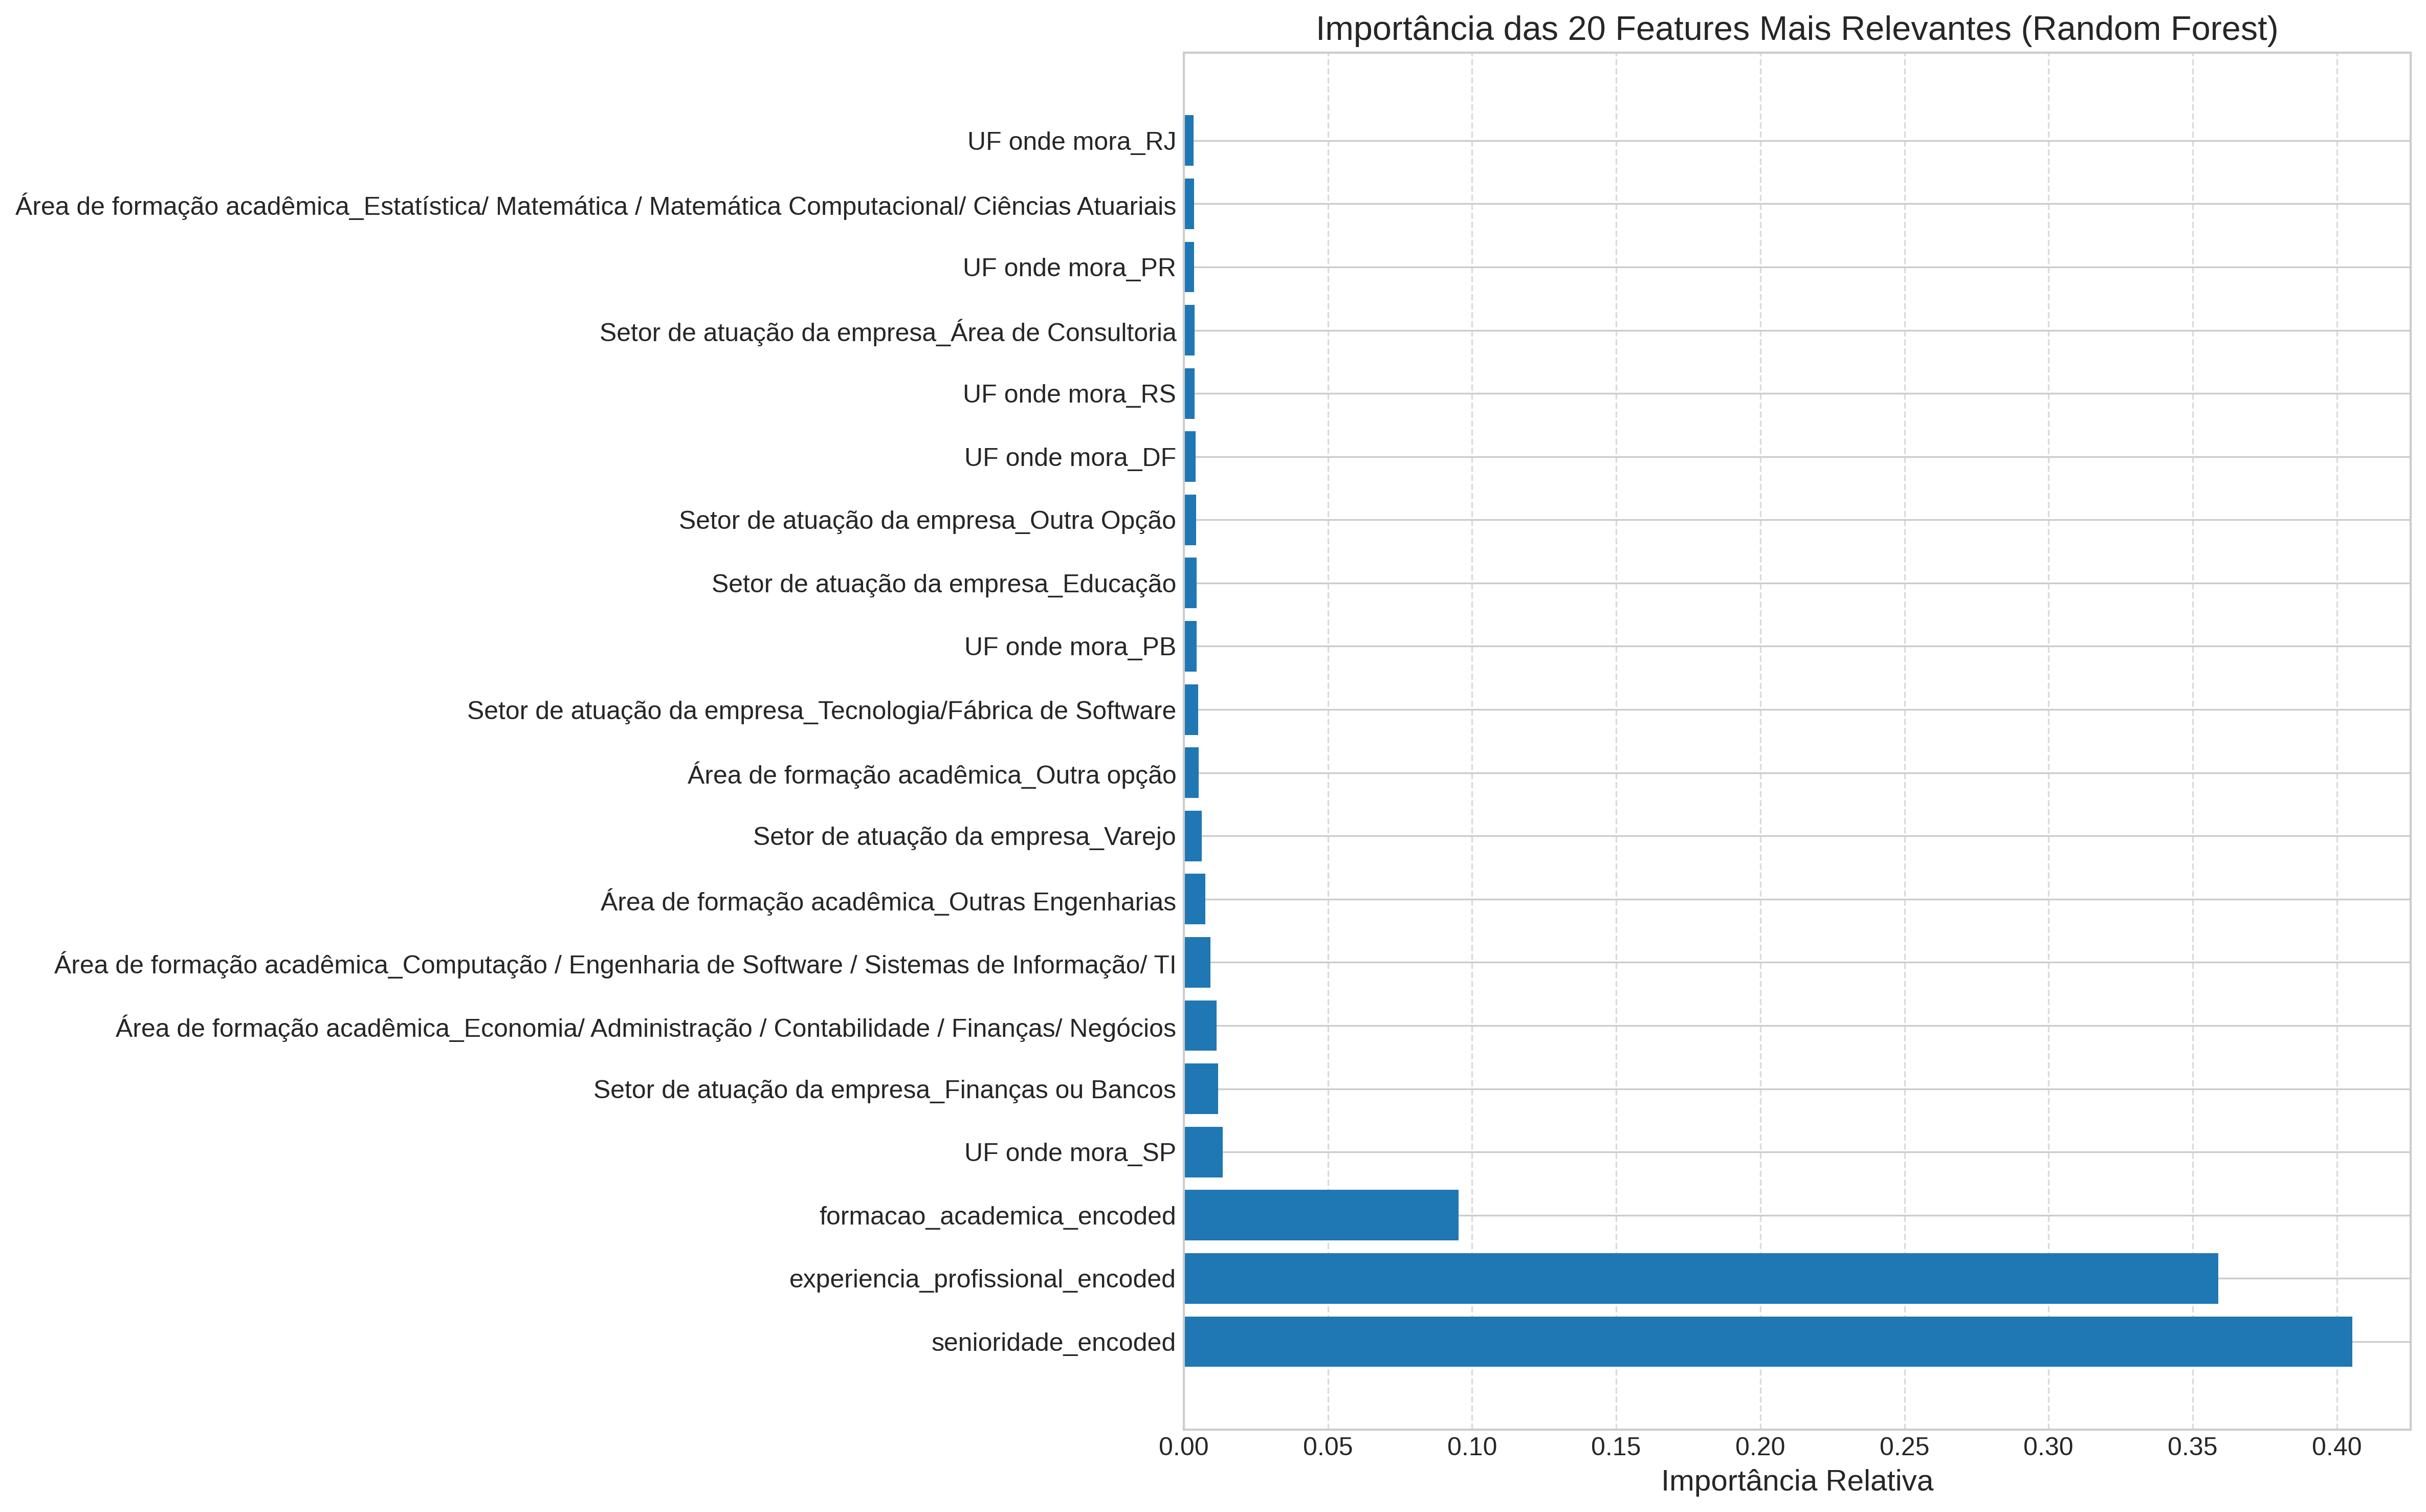 Importância das 20 Features Mais Relevantes (Random Forest)
UF onde mora_RJ
Área de formação acadêmica_Estatística/ Matemática / Matemática Computacional/ Ciências Atuariais
UF onde mora_PR
Setor de atuação da empresa_Área de Consultoria
UF onde mora_RS
UF onde mora_DF
Setor de atuação da empresa_Outra Opção
Setor de atuação da empresa_Educação
UF onde mora_PB
Setor de atuação da empresa_Tecnologia/Fábrica de Software
Área de formação acadêmica_Outra opção
Setor de atuação da empresa_Varejo
Área de formação acadêmica_Outras Engenharias
Área de formação acadêmica_Computação / Engenharia de Software / Sistemas de Informação/ TI
Área de formação acadêmica_Economia/ Administração / Contabilidade / Finanças/ Negócios
Setor de atuação da empresa_Finanças ou Bancos
UF onde mora_SP
formacao_academica_encoded
experiencia_profissional_encoded
senioridade_encoded
0.00 0.05 0.10 0.15 0.20 0.25 0.30 0.35 0.40
Importância Relativa